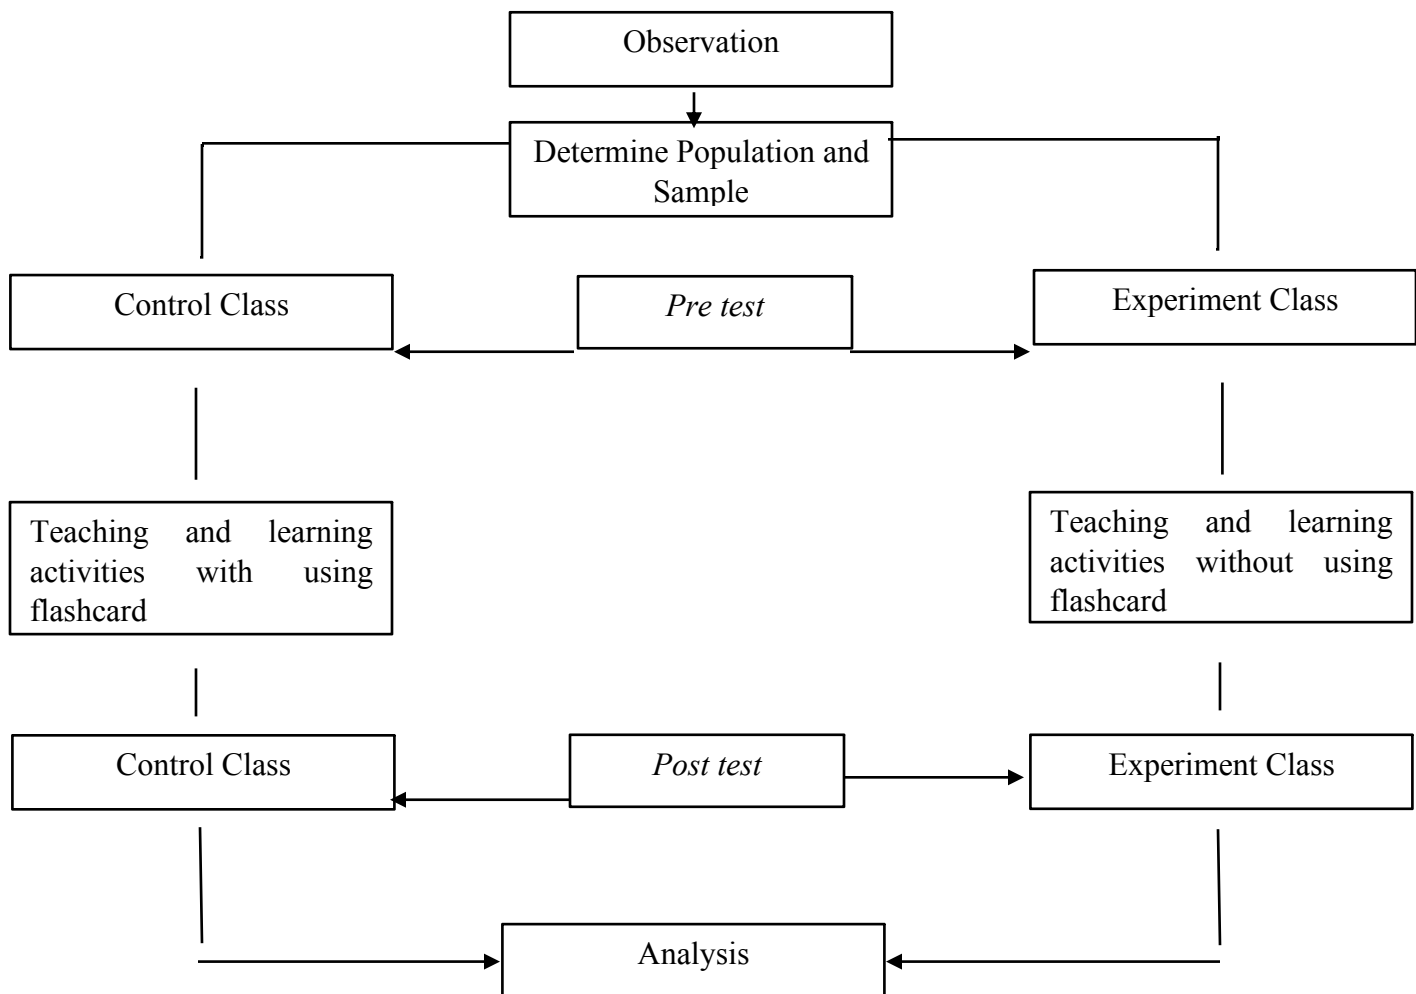 Observation
Determine Population and
Sample
Control Class
Pre test
Experiment Class
Teaching and learning
activities with using
flashcard
Teaching and learning
activities without using
flashcard
Control Class
Post test
Experiment Class
Analysis